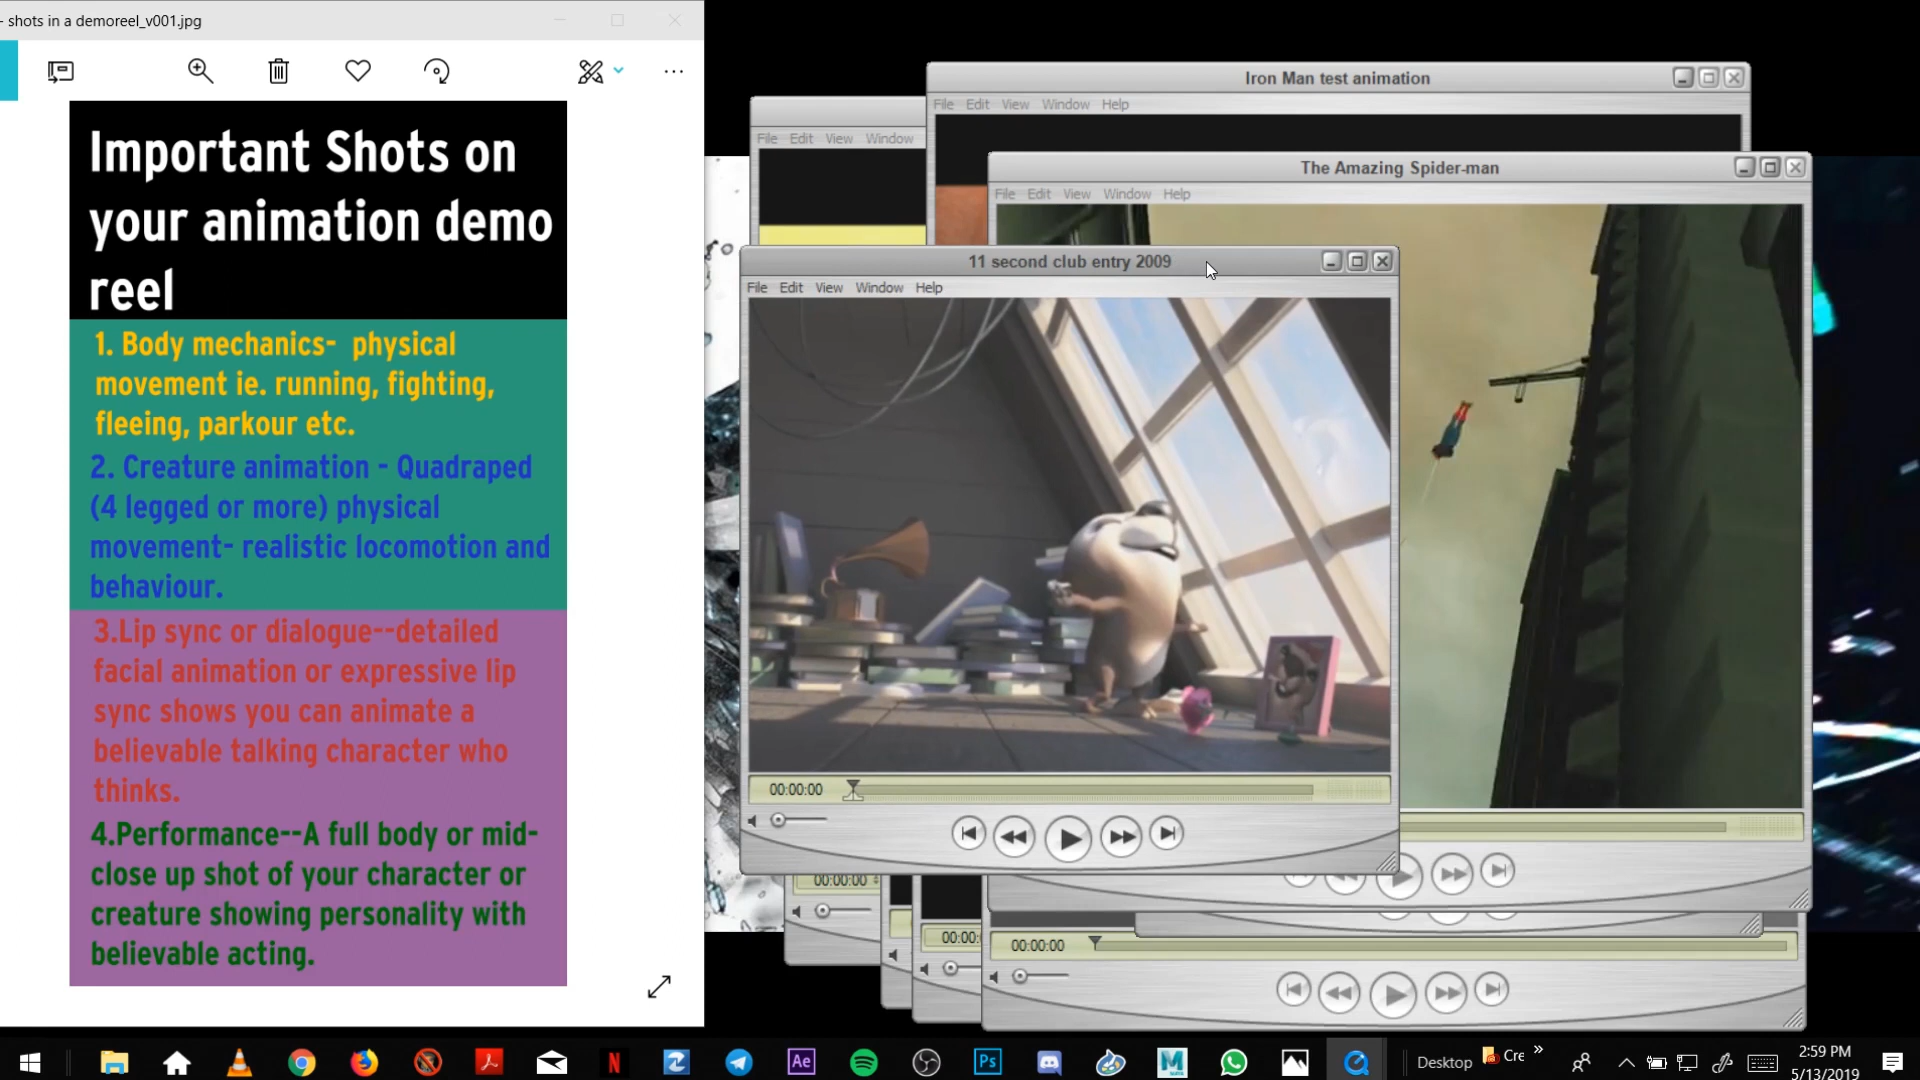 - shots in a demoreel_v001.jpg
Important Shots on
your animation demo
reel
1. Body mechanics- physical
movement ie. running, fighting,
fleeing, parkour etc.
2. Creature animation - Quadraped
(4 legged or more) physical
movement- realistic locomotion and
behaviour.
3.Lip sync or dialogue--detailed
facial animation or expressive lip
sync shows you can animate a
believable talking character who
thinks.
4.Performance--A full body or mid-
close up shot of your character or
creature showing personality with
believable acting.
Iron Man test animation
File Edit View Window Help
File Edit View Window
The Amazing Spider-man
File Edit View Window Help
11 second club entry 2009
File Edit View Window Help
00:00:00
00:00:00
00:00:
00:00:00
N
Z
Ae
Ps
M
Desktop
Cre
»
2:59 PM
5/13/2019